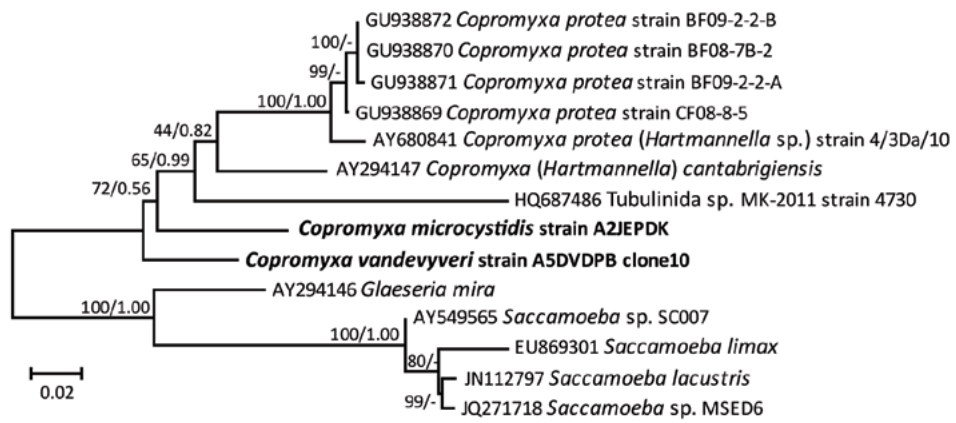 GU938872 Copromyxa protea strain BF09-2-2-B
100/-
GU938870 Copromyxa protea strain BF08-7B-2
99/-
GU938871 Copromyxa protea strain BF09-2-2-A
100/1.00
GU938869 Copromyxa protea strain CF08-8-5
44/0.82
AY680841 Copromyxa protea (Hartmannella sp.) strain 4/3Da/10
65/0.99
AY294147 Copromyxa (Hartmannella) cantabrigiensis
72/0.56
HQ687486 Tubulinida sp. MK-2011 strain 4730
Copromyxa microcystidis strain A2JEPDK
Copromyxa vandevyveri strain A5DVDPB clone10
AY294146 Glaeseria mira
100/1.00
AY549565 Saccamoeba sp. SC007
100/1.00
EU869301 Saccamoeba limax
80/-
JN112797 Saccamoeba lacustris
99/-
JQ271718 Saccamoeba sp. MSED6
0.02